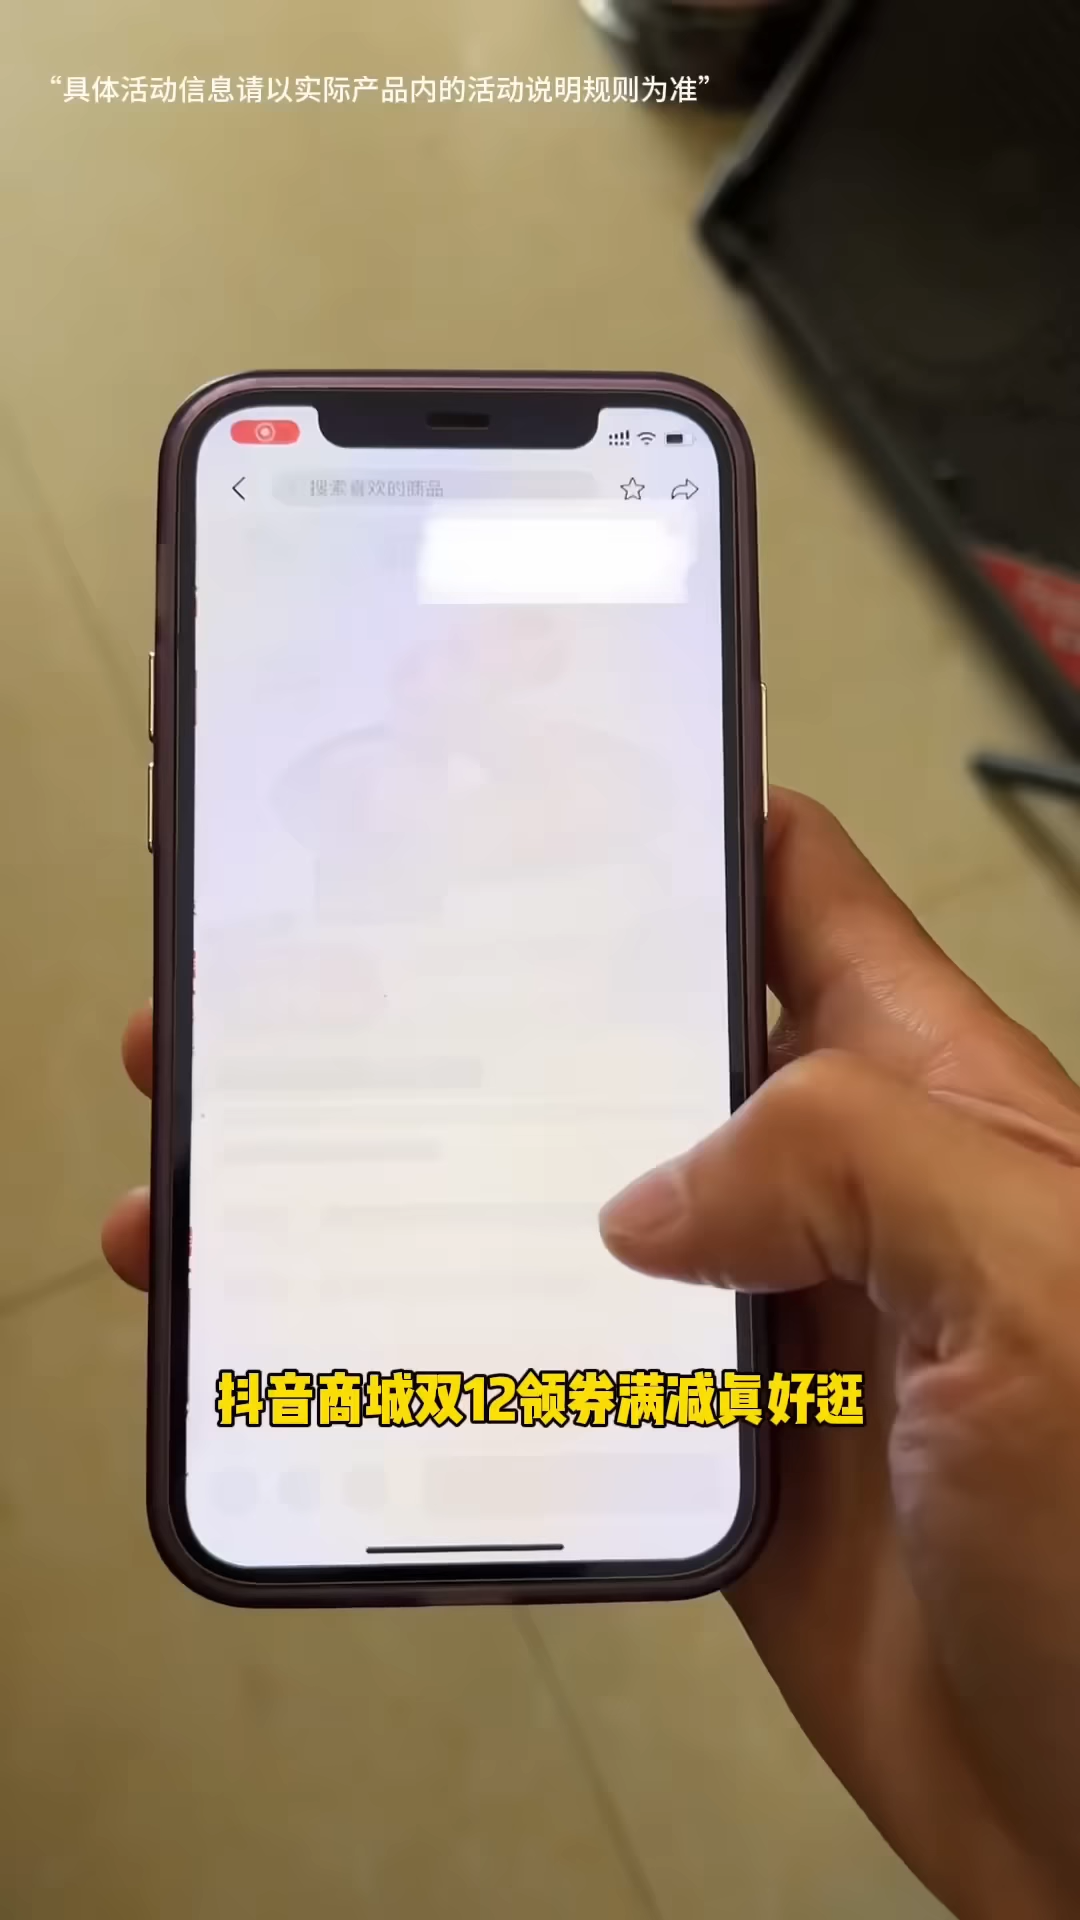 “具体活动信息请以实际产品内的活动说明规则为准”
搜索喜欢的商品
抖音商城双12领券满减真好逛